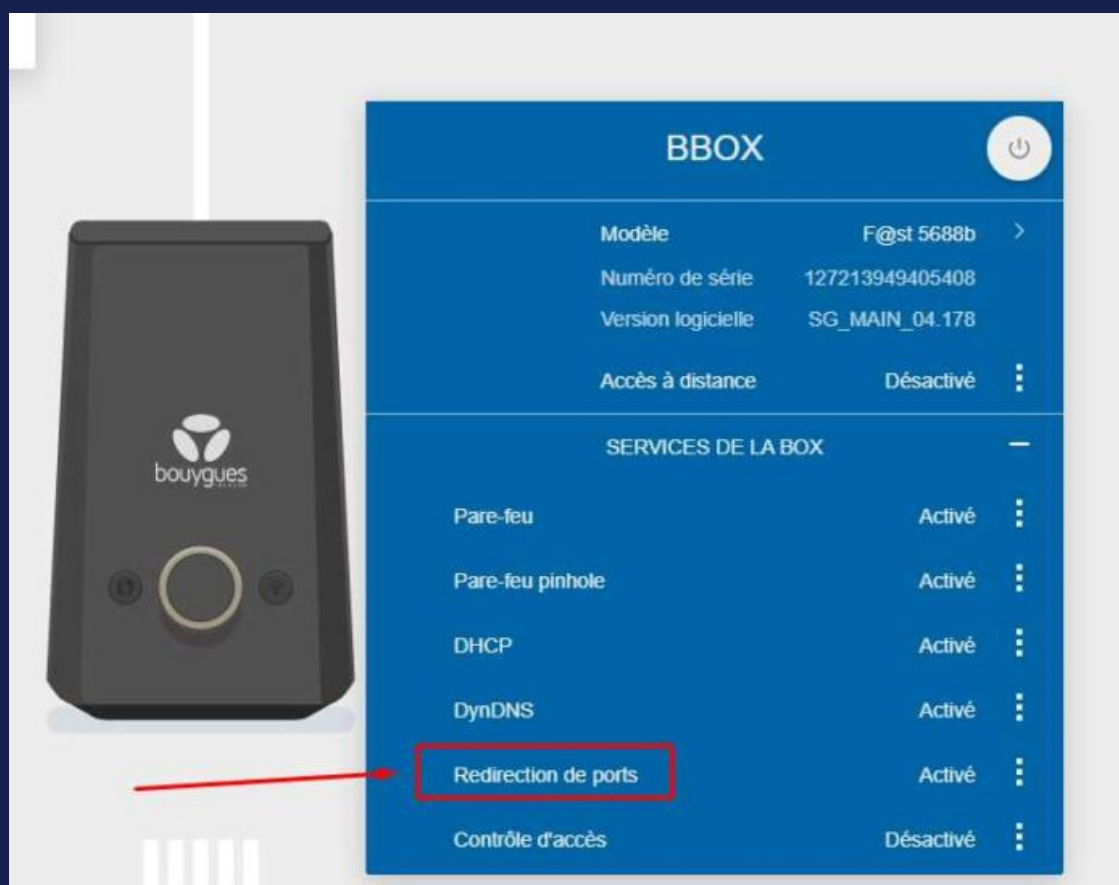 BBOX
Modèle F@st 5688b
Numéro de série 127213949405408
Version logicielle SG_MAIN_04.178
Accès à distance Désactivé
SERVICES DE LA BOX
bouygues
Pare-feu Activé
Pare-feu pinhole Activé
DHCP Activé
DynDNS Activé
Redirection de ports Activé
Contrôle d'accès Désactivé